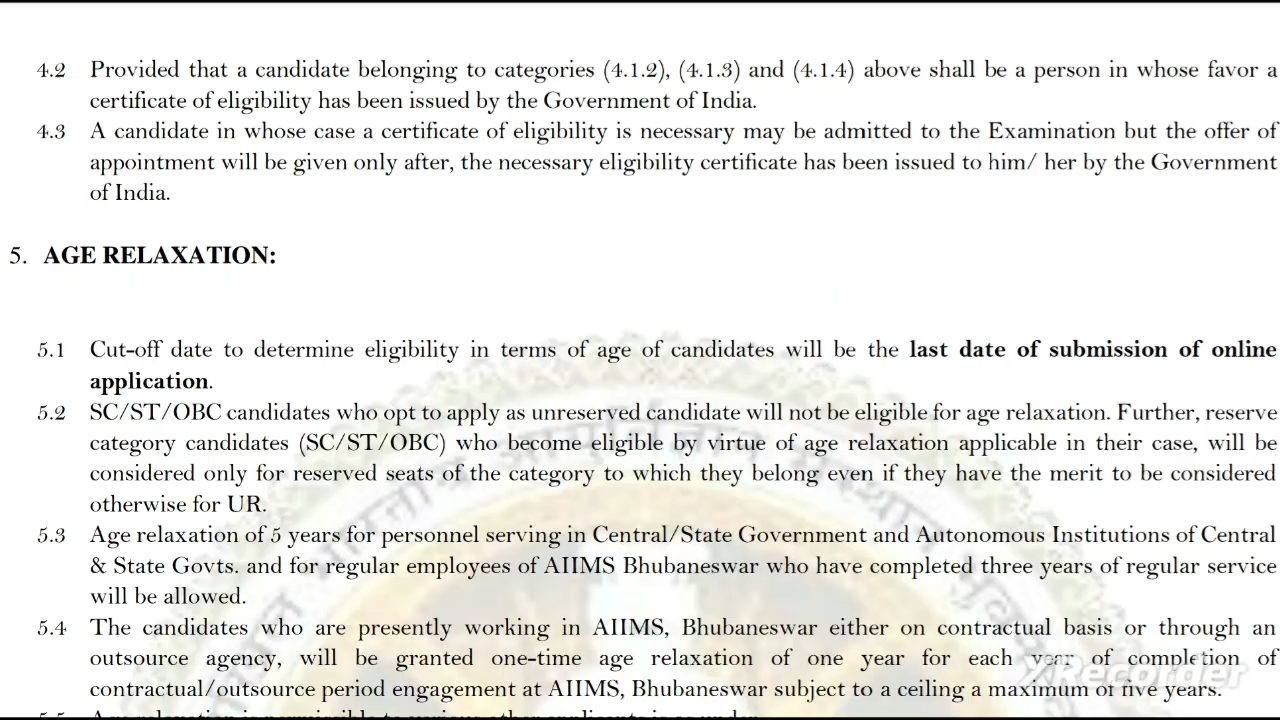 4.2 Provided that a candidate belonging to categories (4.1.2), (4.1.3) and (4.1.4) above shall be a person in whose favor a
certificate of eligibility has been issued by the Government of India.
4.3 A candidate in whose case a certificate of eligibility is necessary may be admitted to the Examination but the offer of
appointment will be given only after, the necessary eligibility certificate has been issued to him/ her by the Government
of India.
5. AGE RELAXATION:
5.1 Cut-off date to determine eligibility in terms of age of candidates will be the last date of submission of online
application.
5.2 SC/ST/OBC candidates who opt to apply as unreserved candidate will not be eligible for age relaxation. Further, reserve
category candidates (SC/ST/OBC) who become eligible by virtue of age relaxation applicable in their case, will be
considered only for reserved seats of the category to which they belong even if they have the merit to be considered
otherwise for UR.
5.3 Age relaxation of 5 years for personnel serving in Central/State Government and Autonomous Institutions of Central
& State Govts. and for regular employees of AIIMS Bhubaneswar who have completed three years of regular service
will be allowed.
5.4 The candidates who are presently working in AIIMS, Bhubaneswar either on contractual basis or through an
outsource agency, will be granted one-time age relaxation of one year for each year of completion of
contractual/outsource period engagement at AIIMS, Bhubaneswar subject to a ceiling a maximum of five years.
XRecorder